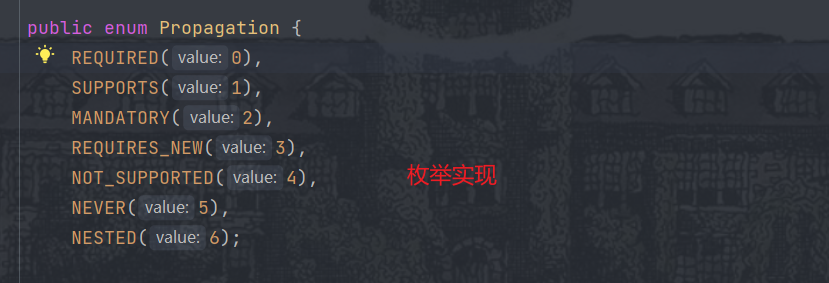 public enum Propagation {
REQUIRED( value: 0),
SUPPORTS( value: 1),
MANDATORY( value: 2),
REQUIRES_NEW( value: 3),
NOT_SUPPORTED( value: 4),
枚举实现
NEVER( value: 5),
NESTED( value: 6);